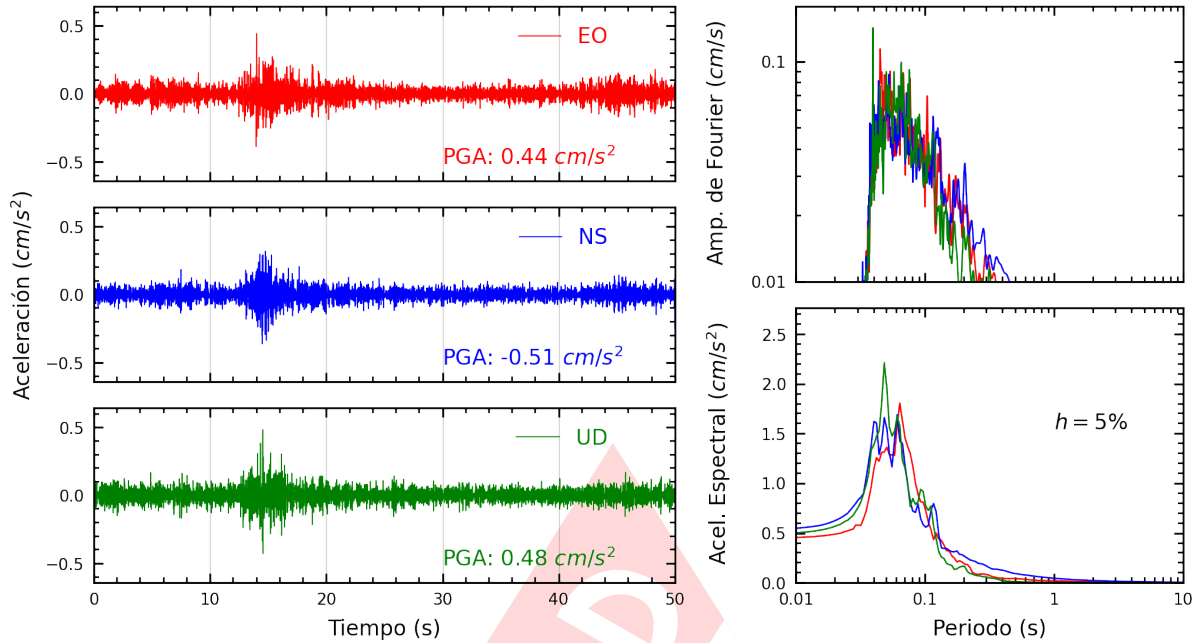 Aceleración (cm/s²)
0.5
0.0
−0.5
EO
PGA: 0.44 cm/s²
0.5
0.0
−0.5
NS
PGA: -0.51 cm/s²
0.5
0.0
−0.5
UD
PGA: 0.48 cm/s²
0 10 20 30 40 50
Tiempo (s)
Amp. de Fourier (cm/s)
0.1
0.01
Acel. Espectral (cm/s²)
2.5
2.0
1.5
1.0
0.5
0.0
h = 5%
0.01 0.1 1 10
Periodo (s)